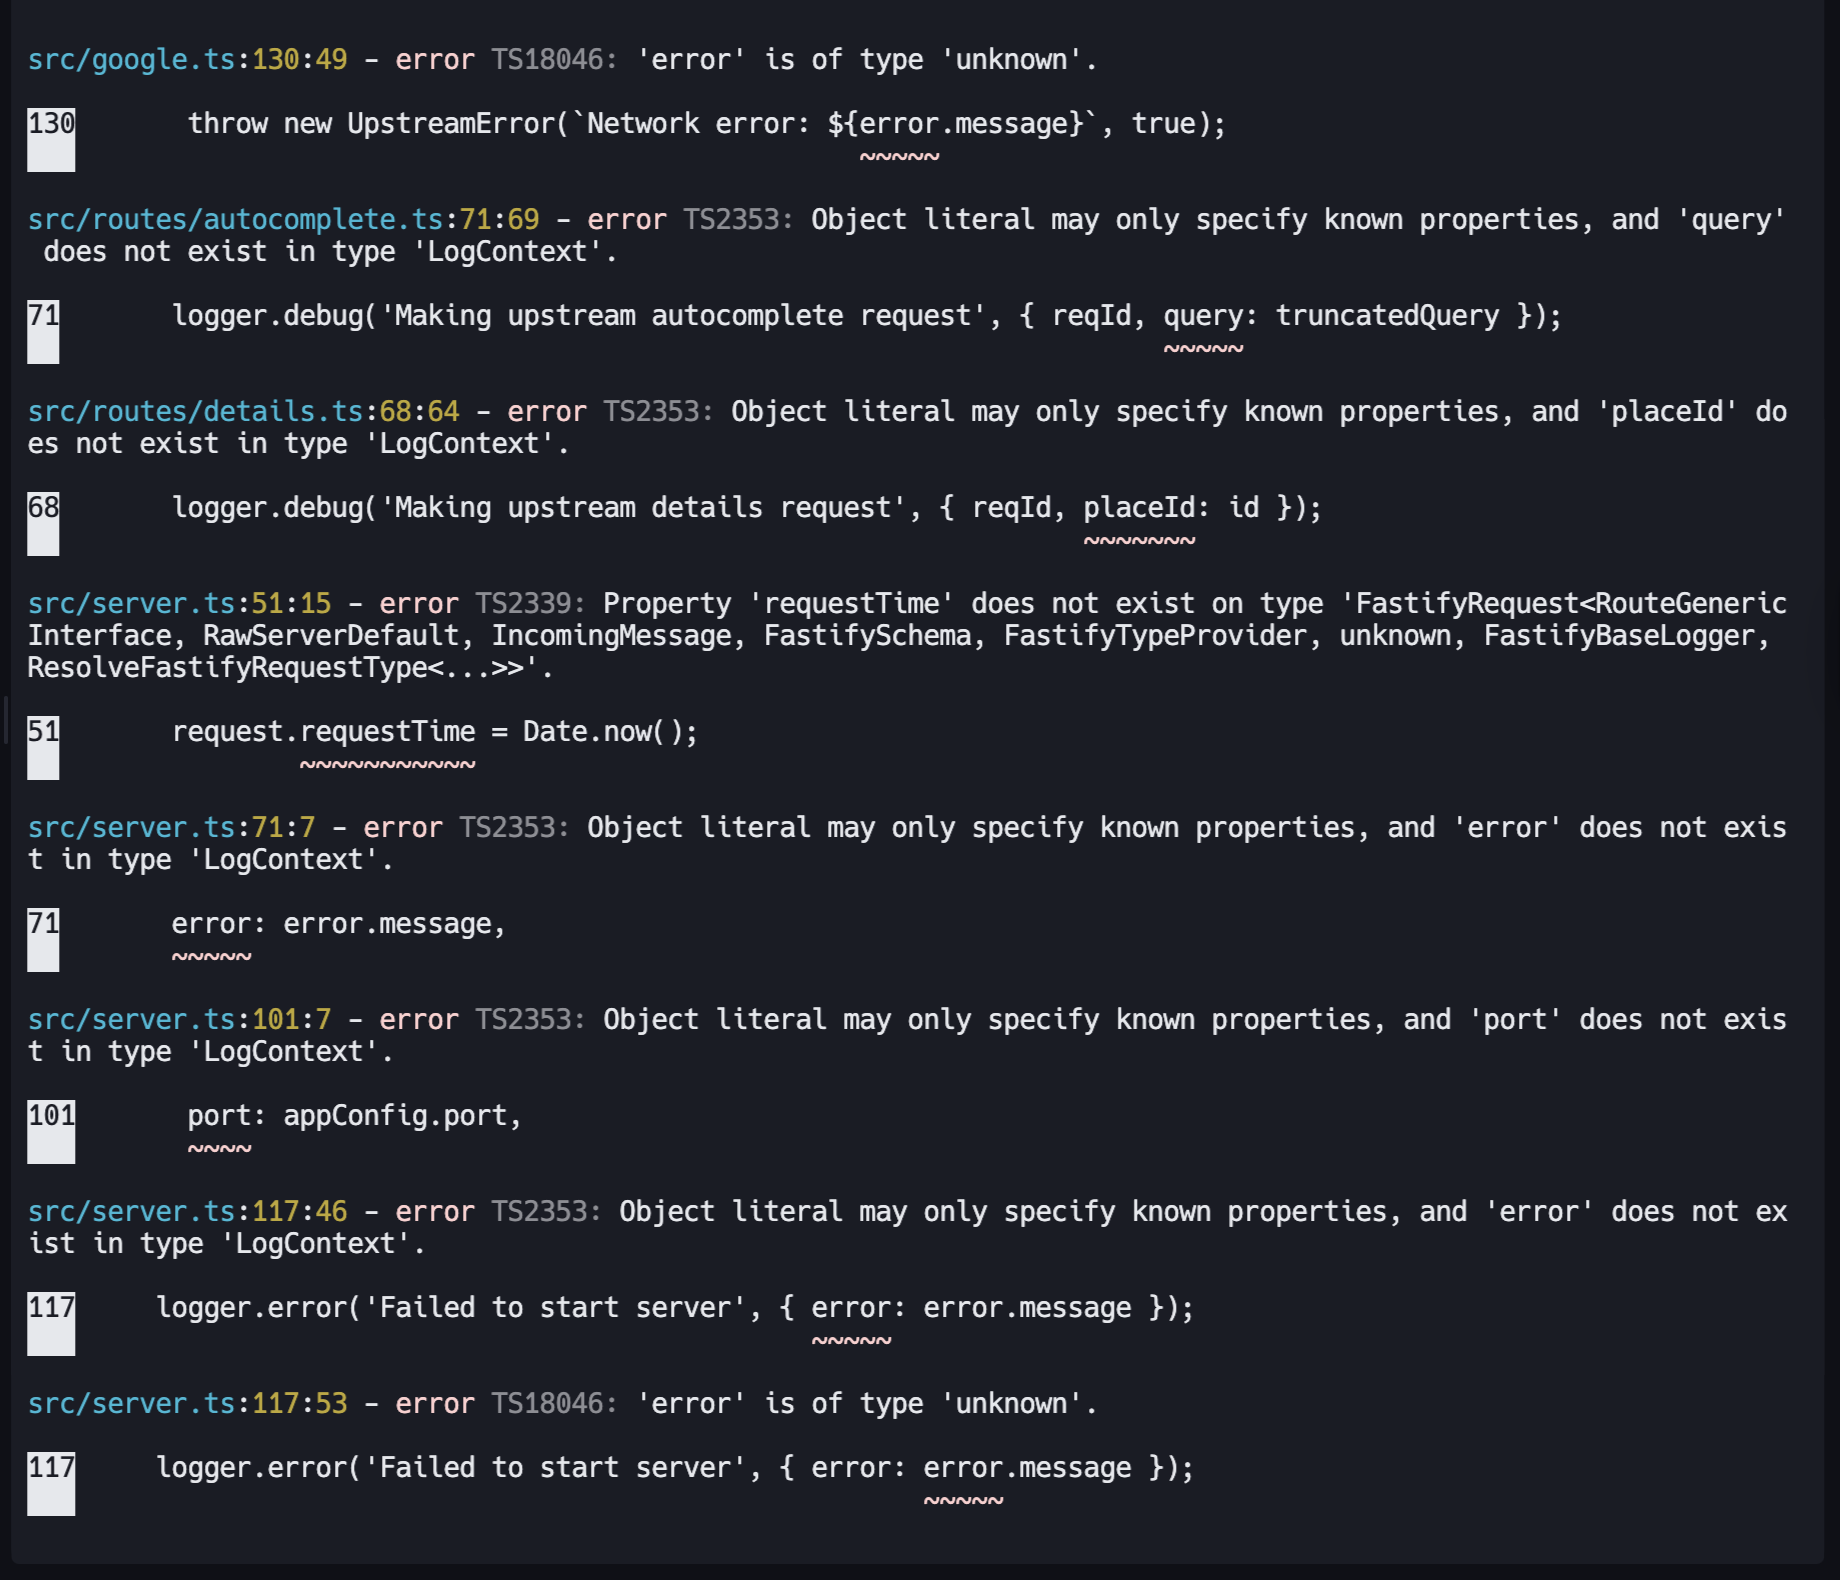 src/google.ts:130:49 - error TS18046: 'error' is of type 'unknown'.
130       throw new UpstreamError(`Network error: ${error.message}`, true);
~~~~~
src/routes/autocomplete.ts:71:69 - error TS2353: Object literal may only specify known properties, and 'query'
does not exist in type 'LogContext'.
71       logger.debug('Making upstream autocomplete request', { reqId, query: truncatedQuery });
~~~~~
src/routes/details.ts:68:64 - error TS2353: Object literal may only specify known properties, and 'placeId' do
es not exist in type 'LogContext'.
68       logger.debug('Making upstream details request', { reqId, placeId: id });
~~~~~~~
src/server.ts:51:15 - error TS2339: Property 'requestTime' does not exist on type 'FastifyRequest<RouteGeneric
Interface, RawServerDefault, IncomingMessage, FastifySchema, FastifyTypeProvider, unknown, FastifyBaseLogger,
ResolveFastifyRequestType<...>>'.
51       request.requestTime = Date.now();
~~~~~~~~~~~
src/server.ts:71:7 - error TS2353: Object literal may only specify known properties, and 'error' does not exis
t in type 'LogContext'.
71       error: error.message,
~~~~~
src/server.ts:101:7 - error TS2353: Object literal may only specify known properties, and 'port' does not exis
t in type 'LogContext'.
101       port: appConfig.port,
~~~~
src/server.ts:117:46 - error TS2353: Object literal may only specify known properties, and 'error' does not ex
ist in type 'LogContext'.
117     logger.error('Failed to start server', { error: error.message });
~~~~~
src/server.ts:117:53 - error TS18046: 'error' is of type 'unknown'.
117     logger.error('Failed to start server', { error: error.message });
~~~~~